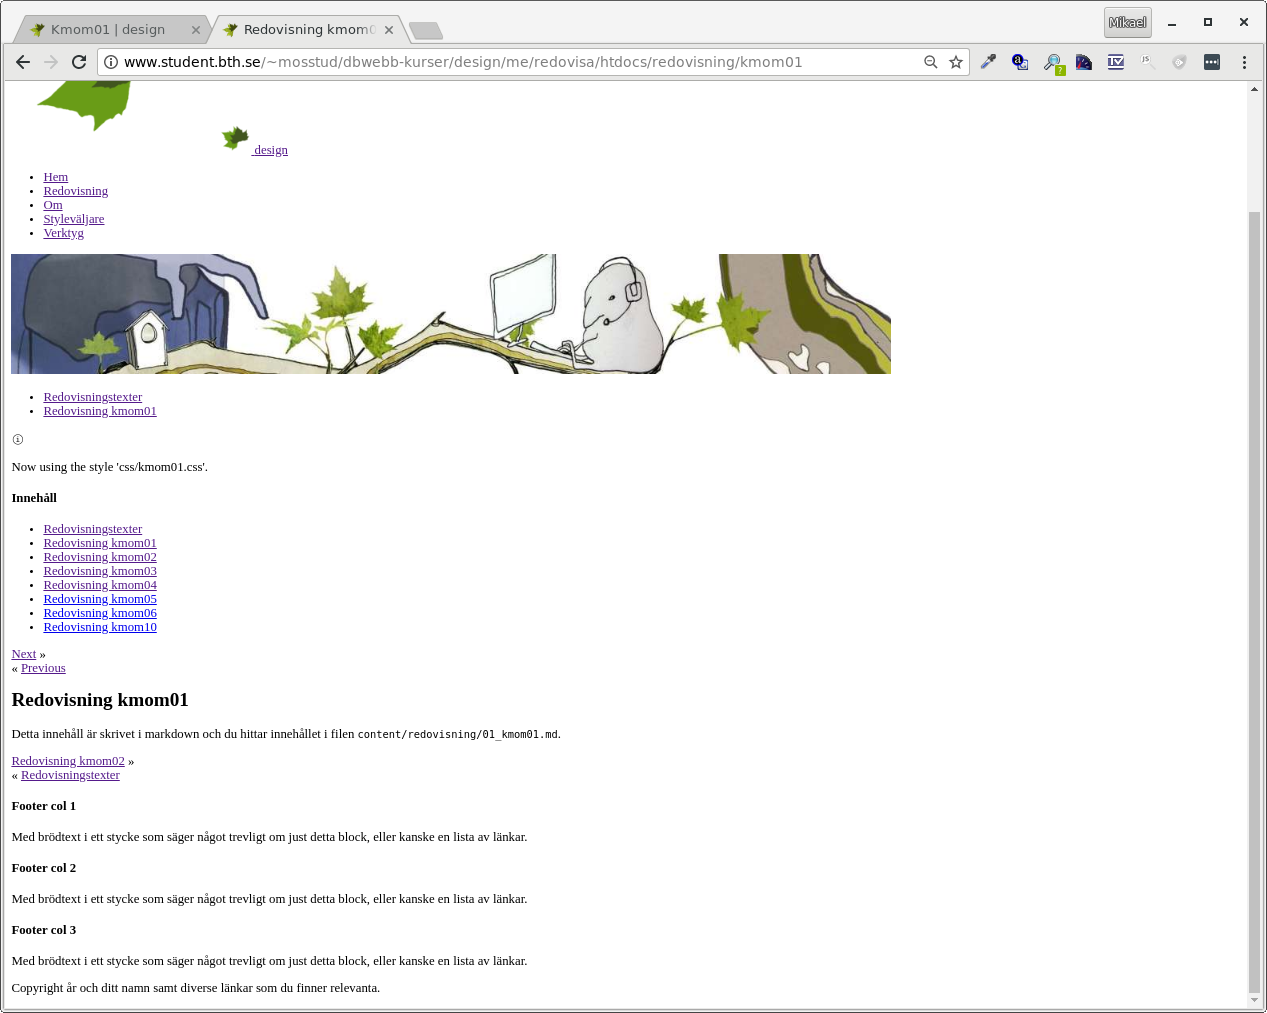 Kmom01 | design
Redovisning kmom0
Mikael
www.student.bth.se/~mosstud/dbwebb-kurser/design/me/redovisa/htdocs/redovisning/kmom01
design
Hem
Redovisning
Om
Styleväljare
Verktyg
Redovisningstexter
Redovisning kmom01
Now using the style 'css/kmom01.css'.
Innehåll
Redovisningstexter
Redovisning kmom01
Redovisning kmom02
Redovisning kmom03
Redovisning kmom04
Redovisning kmom05
Redovisning kmom06
Redovisning kmom10
Next »
« Previous
Redovisning kmom01
Detta innehåll är skrivet i markdown och du hittar innehållet i filen content/redovisning/01_kmom01.md.
Redovisning kmom02 »
« Redovisningstexter
Footer col 1
Med brödtext i ett stycke som säger något trevligt om just detta block, eller kanske en lista av länkar.
Footer col 2
Med brödtext i ett stycke som säger något trevligt om just detta block, eller kanske en lista av länkar.
Footer col 3
Med brödtext i ett stycke som säger något trevligt om just detta block, eller kanske en lista av länkar.
Copyright år och ditt namn samt diverse länkar som du finner relevanta.